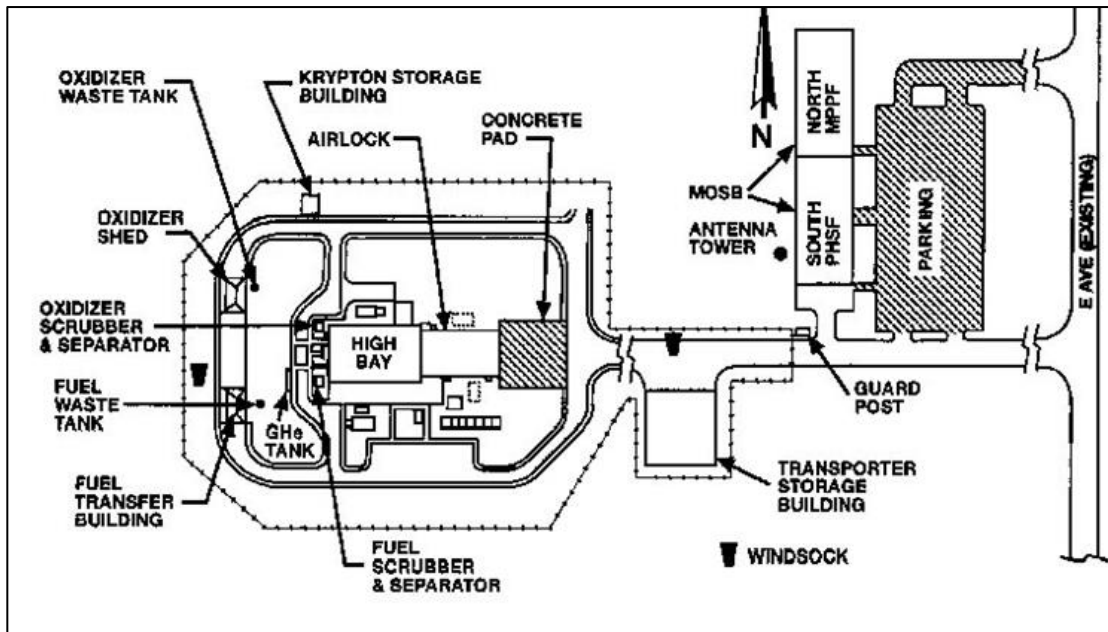 OXIDIZER
WASTE TANK
KRYPTON STORAGE
BUILDING
AIRLOCK
CONCRETE
PAD
N
NORTH
MPPF
MOSB
SOUTH
PHSF
ANTENNA
TOWER
PARKING
E AVE (EXISTING)
OXIDIZER
SHED
OXIDIZER
SCRUBBER
& SEPARATOR
HIGH
BAY
FUEL
WASTE
TANK
GHe
TANK
GUARD
POST
FUEL
TRANSFER
BUILDING
TRANSPORTER
STORAGE
BUILDING
FUEL
SCRUBBER
& SEPARATOR
WINDSOCK